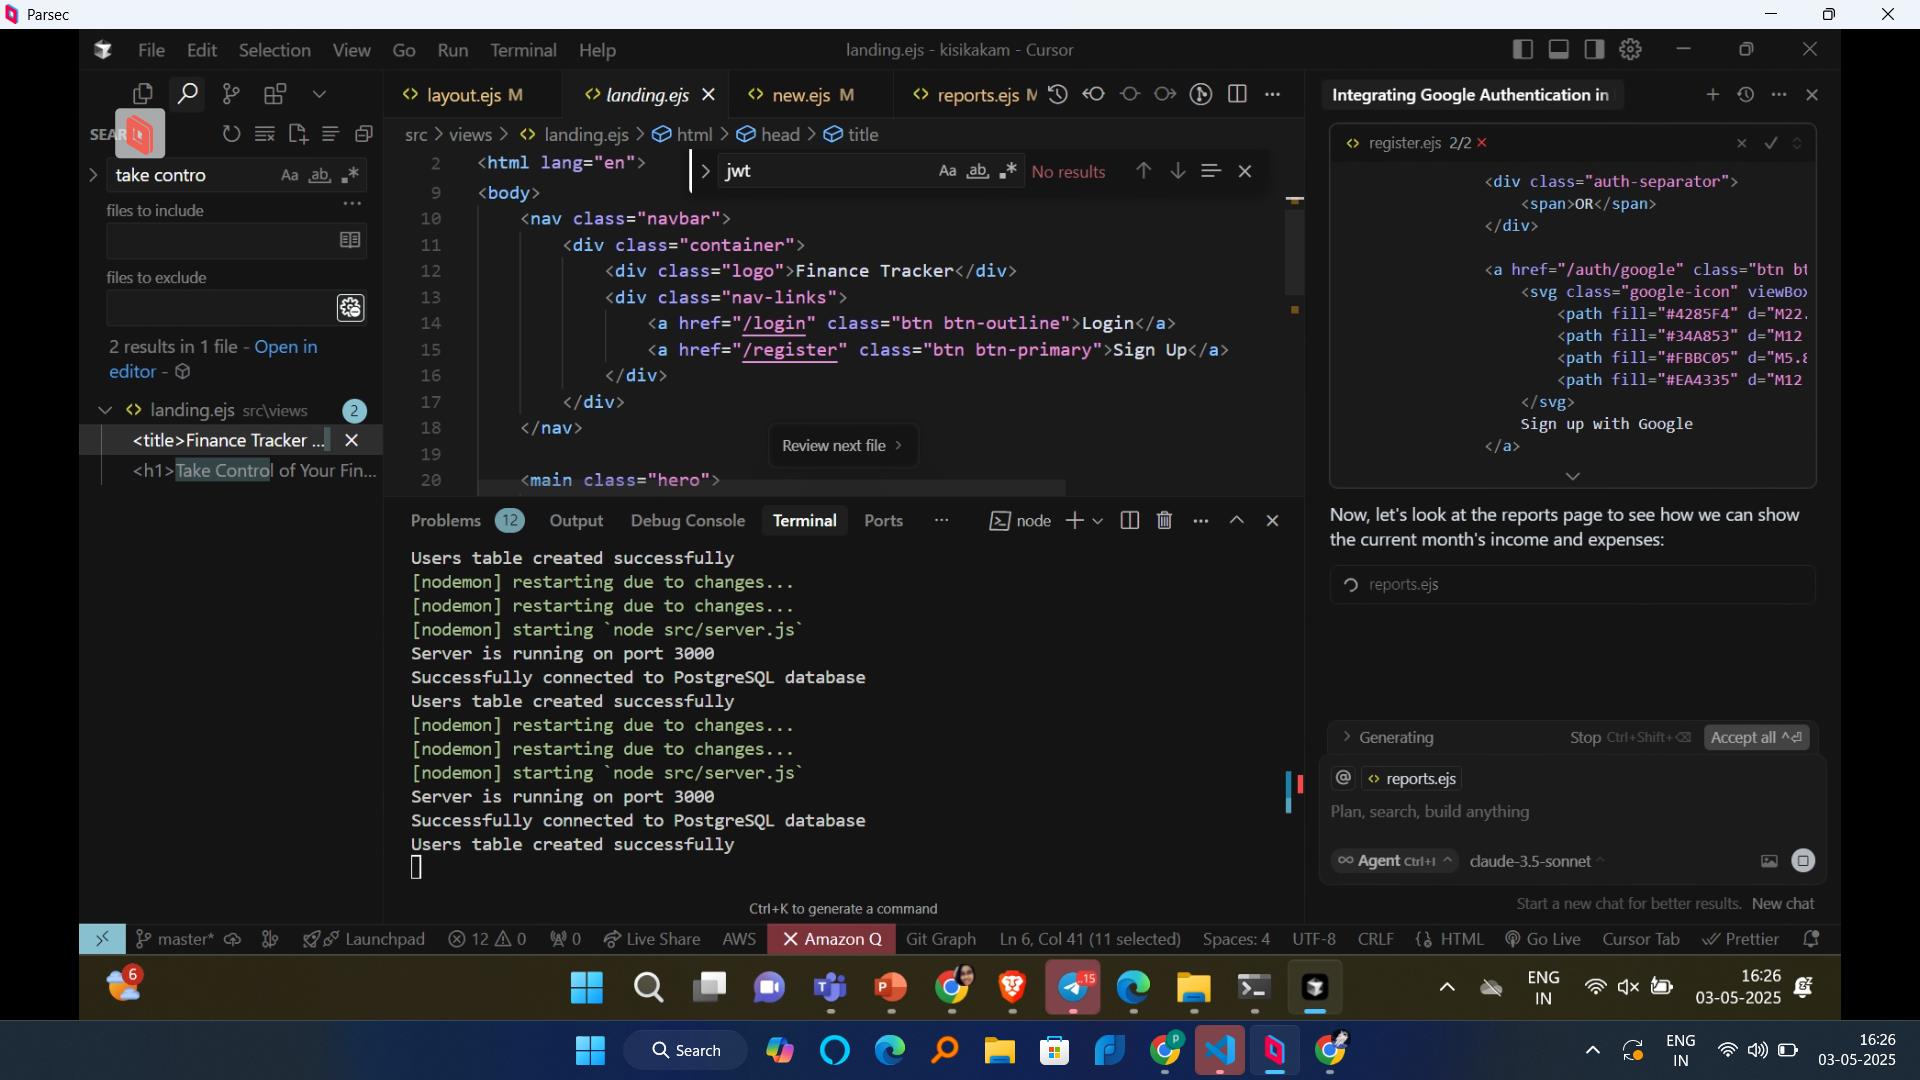 Parsec
File Edit Selection View Go Run Terminal Help
landing.ejs - kisikakam - Cursor
SEAR
take contro
Aa ab
files to include
files to exclude
2 results in 1 file - Open in
editor -
landing.ejs src\views 2
<title>Finance Tracker ...
<h1>Take Control of Your Fin...
layout.ejs M
landing.ejs
new.ejs M
reports.ejs M
src > views > landing.ejs > html > head > title
jwt
Aa ab No results
2 <html lang="en">
9 <body>
10 <nav class="navbar">
11 <div class="container">
12 <div class="logo">Finance Tracker</div>
13 <div class="nav-links">
14 <a href="/login" class="btn btn-outline">Login</a>
15 <a href="/register" class="btn btn-primary">Sign Up</a>
16 </div>
17 </div>
18 </nav>
19
20 <main class="hero">
Review next file >
Problems 12 Output Debug Console Terminal Ports ... node
Users table created successfully
[nodemon] restarting due to changes...
[nodemon] restarting due to changes...
[nodemon] starting `node src/server.js`
Server is running on port 3000
Successfully connected to PostgreSQL database
Users table created successfully
[nodemon] restarting due to changes...
[nodemon] restarting due to changes...
[nodemon] starting `node src/server.js`
Server is running on port 3000
Successfully connected to PostgreSQL database
Users table created successfully
Ctrl+K to generate a command
Integrating Google Authentication in
register.ejs 2/2
<div class="auth-separator">
<span>OR</span>
</div>
<a href="/auth/google" class="btn bt
<svg class="google-icon" viewBox
<path fill="#4285F4" d="M22.
<path fill="#34A853" d="M12
<path fill="#FBBC05" d="M5.8
<path fill="#EA4335" d="M12
</svg>
Sign up with Google
</a>
Now, let's look at the reports page to see how we can show
the current month's income and expenses:
reports.ejs
Generating Stop Ctrl+Shift+⌫ Accept all ^⏎
@ reports.ejs
Plan, search, build anything
∞ Agent Ctrl+I claude-3.5-sonnet
Start a new chat for better results. New chat
master* Launchpad 12 0 0 Live Share AWS Amazon Q Git Graph Ln 6, Col 41 (11 selected) Spaces: 4 UTF-8 CRLF HTML Go Live Cursor Tab Prettier
6
15
ENG
IN
16:26
03-05-2025
Search
P
ENG
IN
16:26
03-05-2025